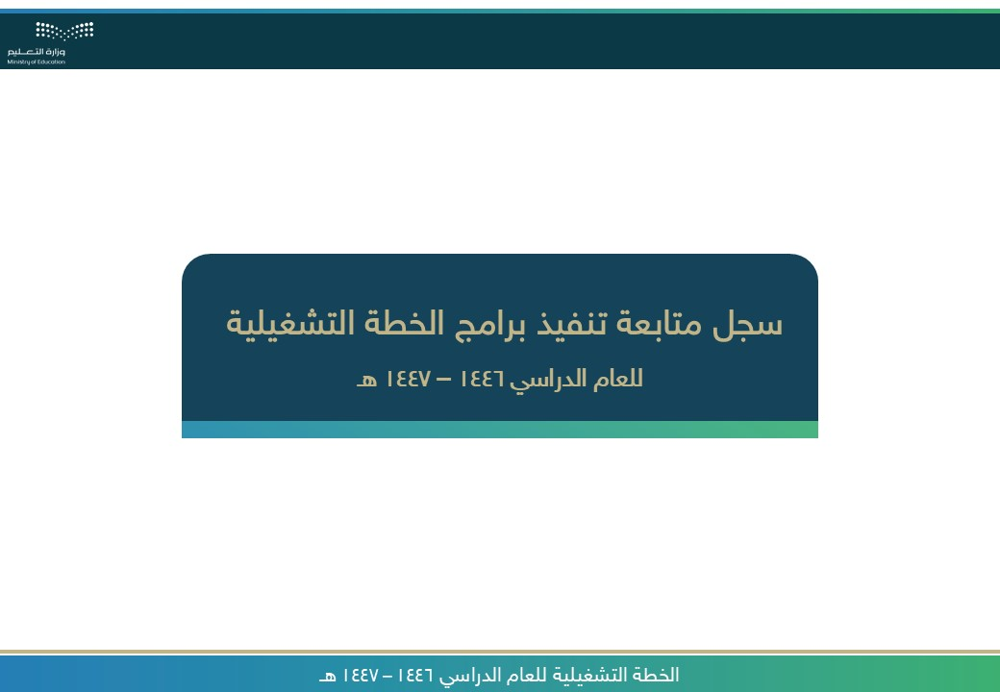 وزارة التعـــليم
Ministry of Education
سجل متابعة تنفيذ برامج الخطة التشغيلية
للعام الدراسي ١٤٤٦ – ١٤٤٧ هـ
الخطة التشغيلية للعام الدراسي ١٤٤٦ – ١٤٤٧ هـ